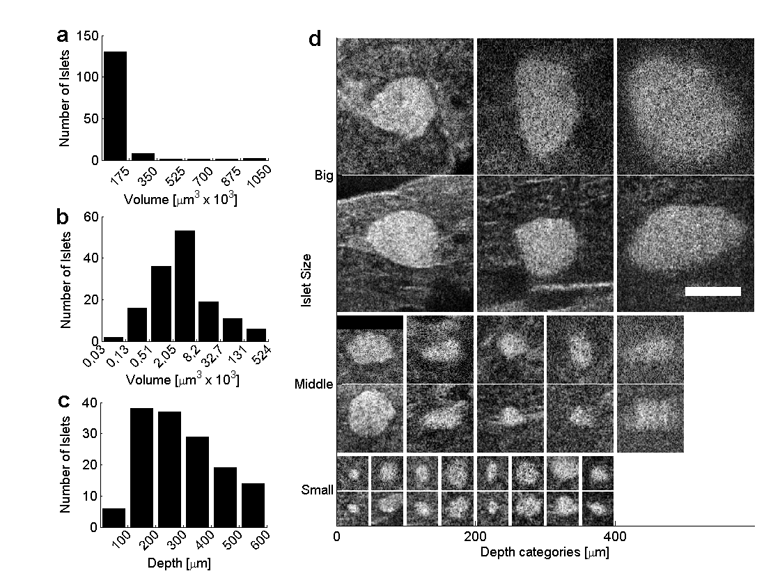 a
Number of Islets
150
100
50
0
175 350 525 700 875 1050
Volume [µm³ x 10³]
b
Number of Islets
60
40
20
0
0.03 0.13 0.51 2.05 8.2 32.7 131 524
Volume [µm³ x 10³]
c
Number of Islets
40
30
20
10
0
100 200 300 400 500 600
Depth [µm]
d
Islet Size
Big
Middle
Small
0 200 400
Depth categories [µm]